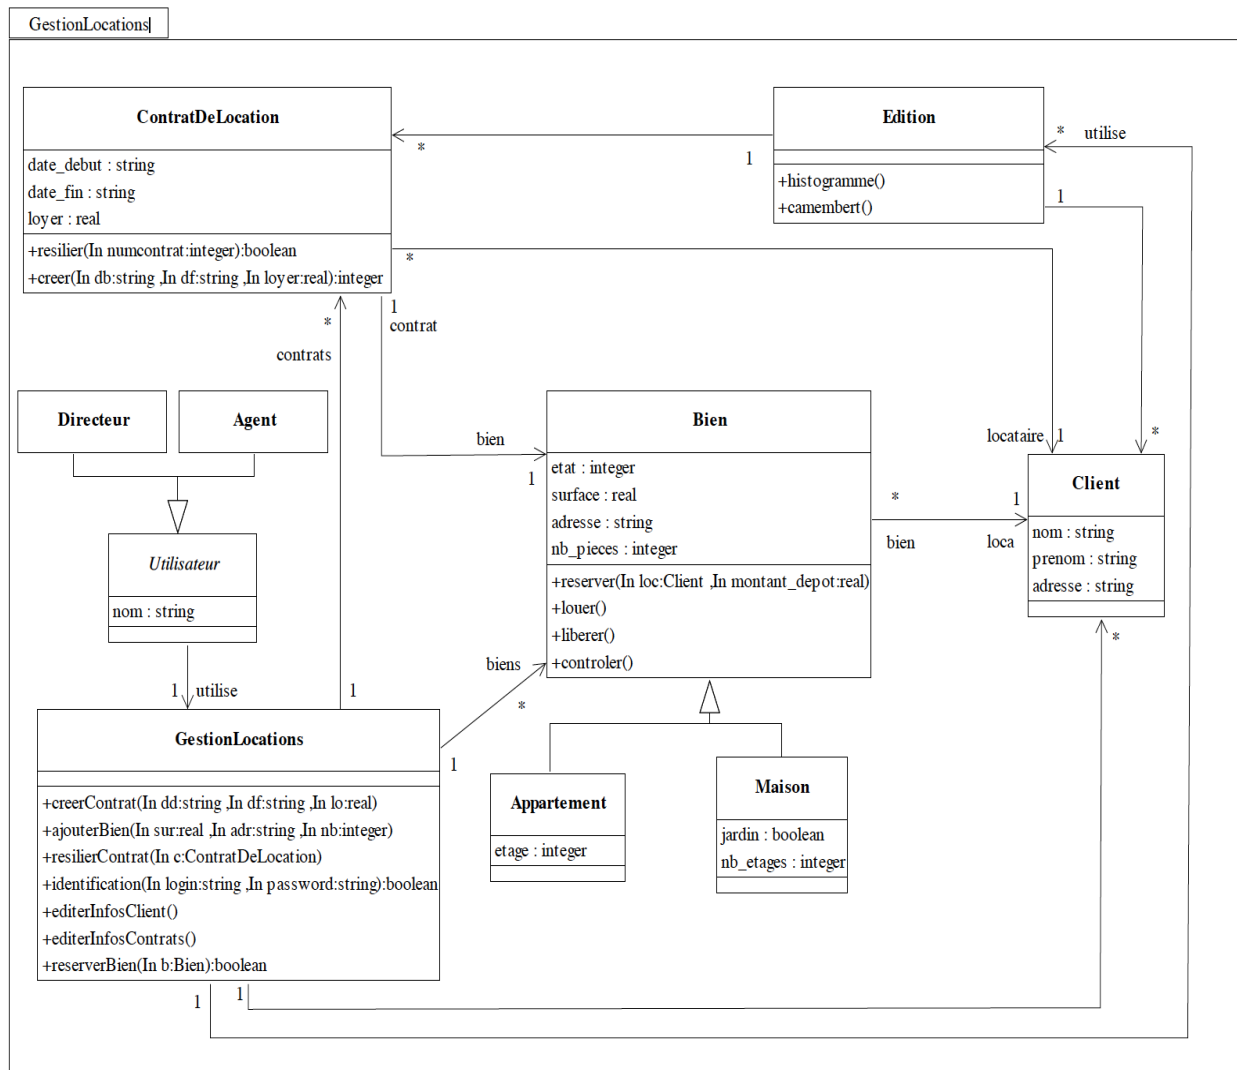 GestionLocations
ContratDeLocation
date_debut : string
date_fin : string
loyer : real
+resilier(In numcontrat:integer):boolean
+creer(In db:string ,In df:string ,In loyer:real):integer
Edition
+histogramme()
+camembert()
*
1
*
utilise
1
*
1
contrat
*
contrats
Directeur
Agent
Utilisateur
nom : string
bien
1
Bien
etat : integer
surface : real
adresse : string
nb_pieces : integer
+reserver(In loc:Client ,In montant_depot:real)
+louer()
+liberer()
+controler()
locataire
1
*
*
bien
1
loca
Client
nom : string
prenom : string
adresse : string
*
1
utilise
1
biens
*
1
GestionLocations
+creerContrat(In dd:string ,In df:string ,In lo:real)
+ajouterBien(In sur:real ,In adr:string ,In nb:integer)
+resilierContrat(In c:ContratDeLocation)
+identification(In login:string ,In password:string):boolean
+editerInfosClient()
+editerInfosContrats()
+reserverBien(In b:Bien):boolean
1
1
Appartement
etage : integer
Maison
jardin : boolean
nb_etages : integer